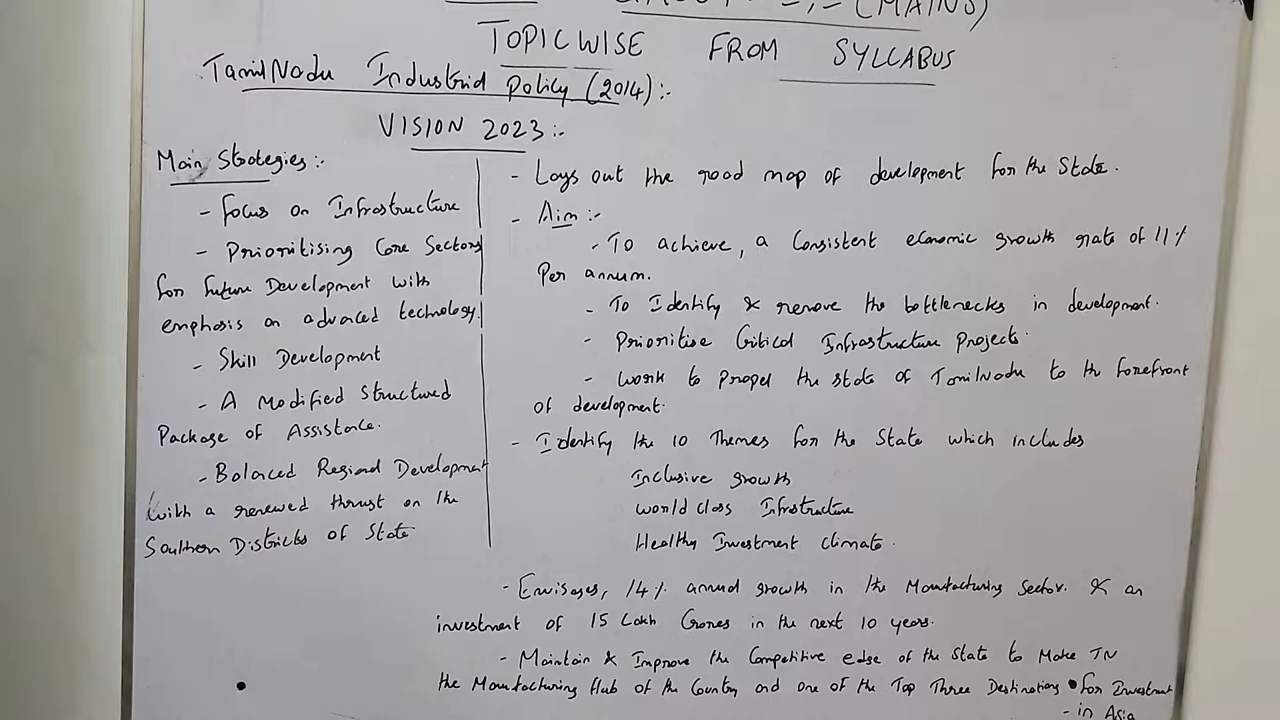 (MAINS)
TOPICWISE FROM SYLLABUS
TamilNadu Industrial Policy (2014):-
VISION 2023:-
Main Strategies:-
- Focus on Infrastructure
- Prioritising Core Sectors
for Future Development with
emphasis on advanced technology.
- Skill Development
- A Modified Structured
Package of Assistance.
- Balanced Regional Development
with a renewed thrust on the
Southern Districts of State
- Lays out the road map of development for the State.
- Aim:-
- To achieve, a Consistent economic growth rate of 11%
Per annum.
- To Identify & remove the bottlenecks in development.
- Prioritise Critical Infrastructure Projects.
- Work to propel the state of TamilNadu to the forefront
of development.
- Identify the 10 Themes for the State which includes
Inclusive growth
World class Infrastructure
Healthy Investment climate.
- Envisages, 14% annual growth in the Manufacturing Sector. & an
investment of 15 Lakh Crores in the next 10 years.
- Maintain & Improve the Competitive edge of the State to Make TN
the Manufacturing Hub of the Country and one of the Top Three Destinations for Investment
- in Asia